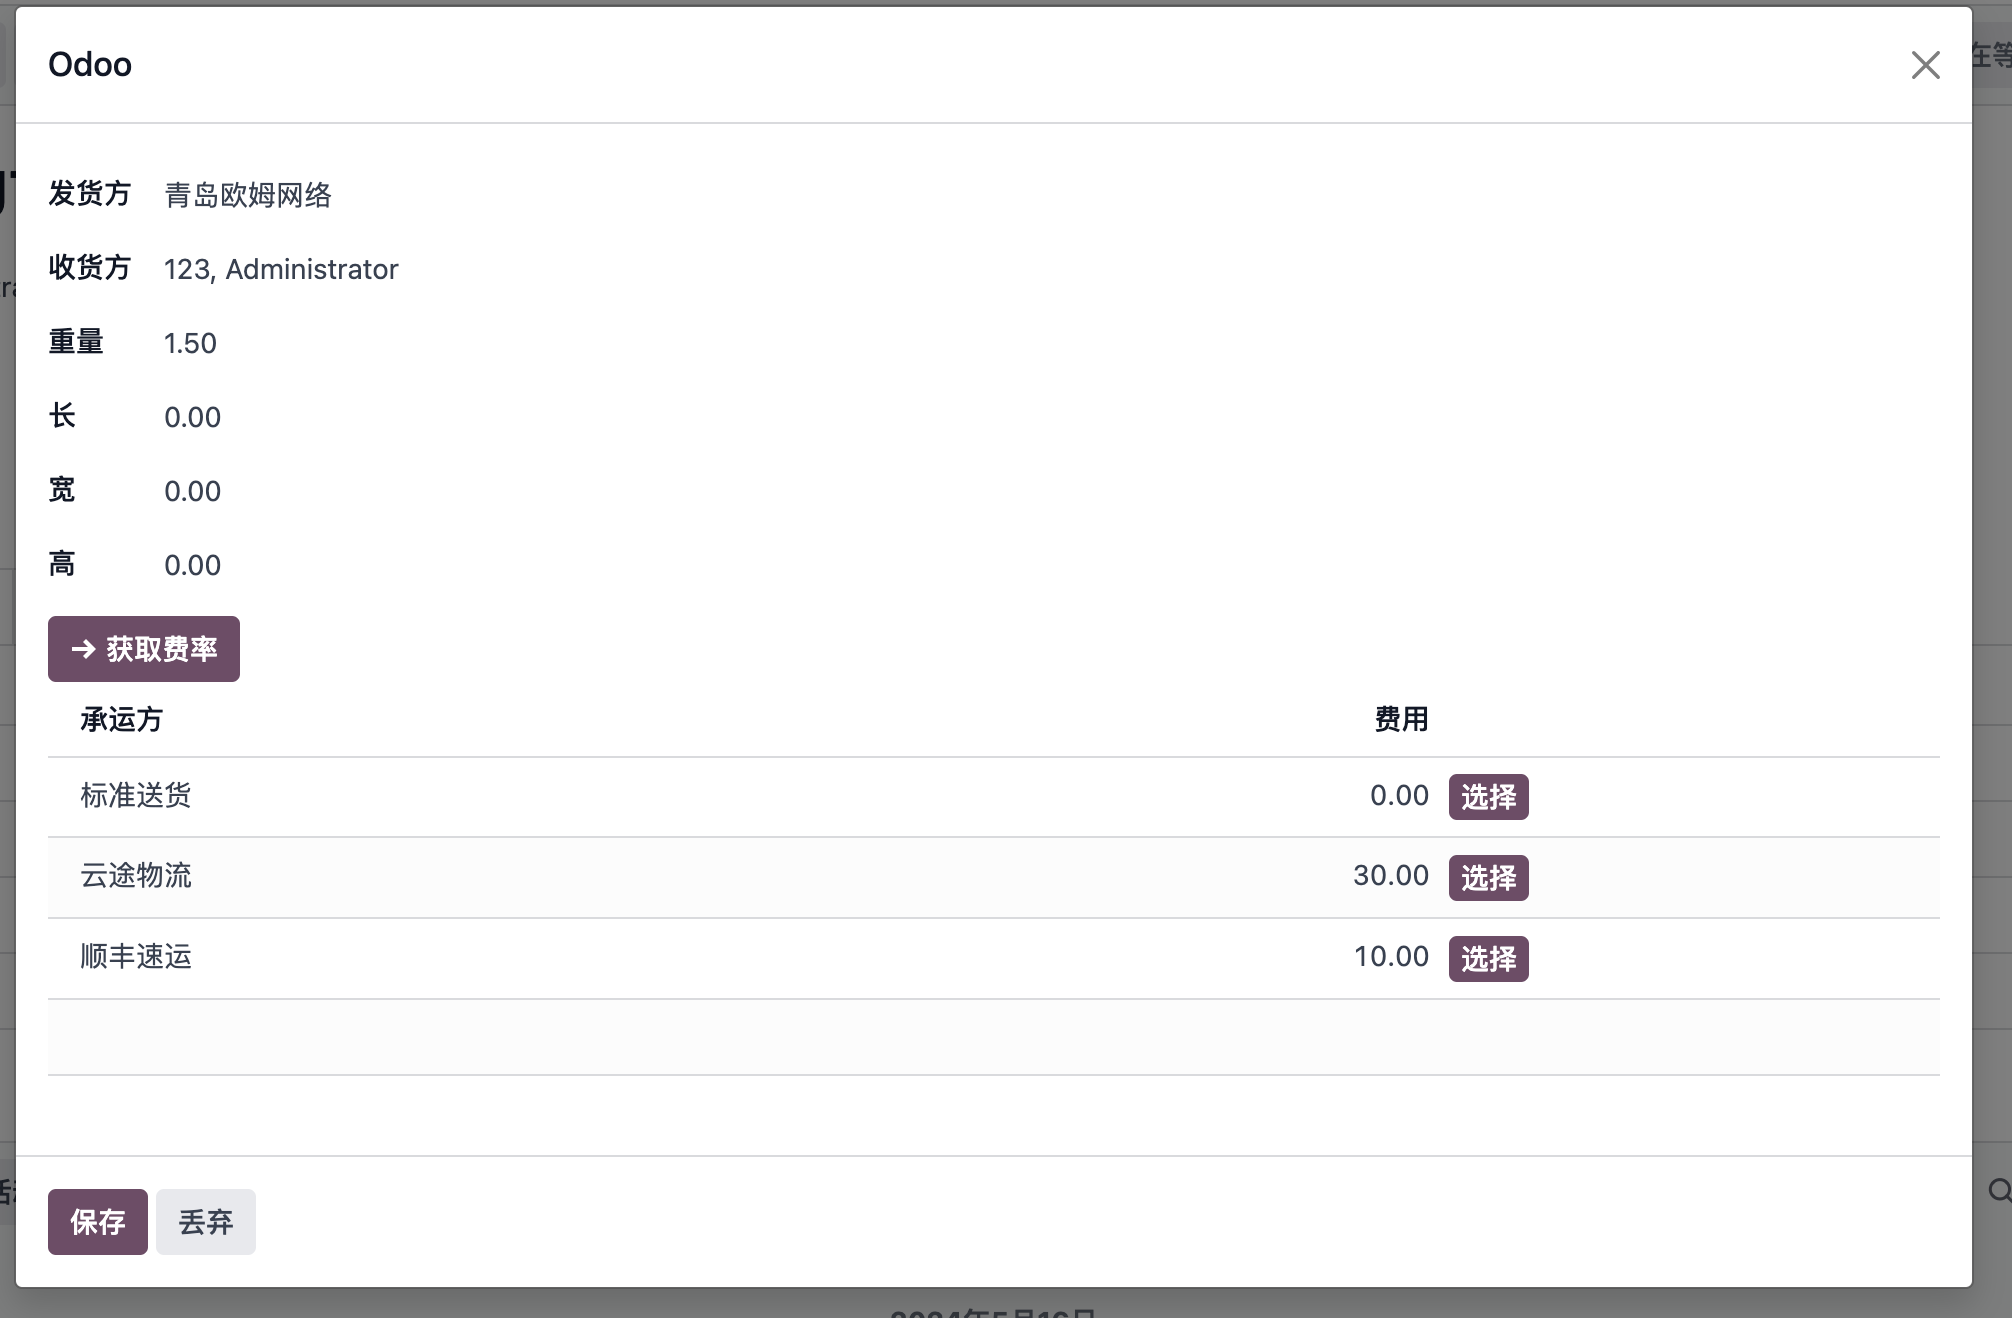 Odoo
发货方 青岛欧姆网络
收货方 123, Administrator
重量 1.50
长 0.00
宽 0.00
高 0.00
→ 获取费率
承运方 费用
标准送货 0.00 选择
云途物流 30.00 选择
顺丰速运 10.00 选择
保存 丢弃